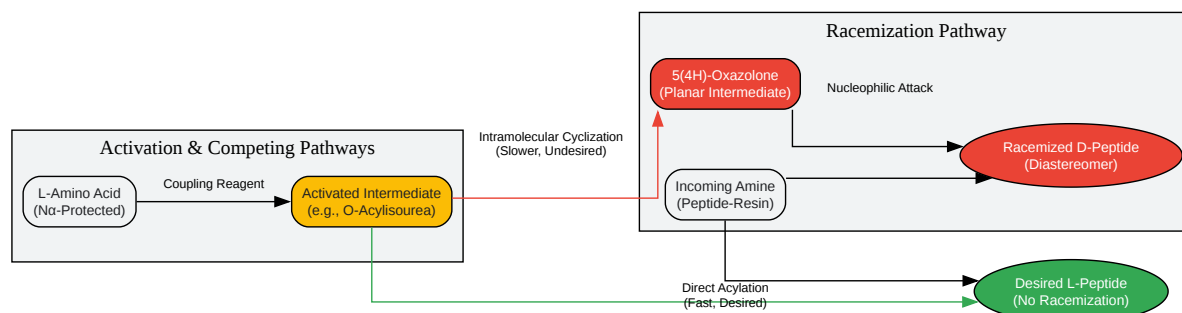 Racemization Pathway
5(4H)-Oxazolone
(Planar Intermediate)
Nucleophilic Attack
Intramolecular Cyclization
(Slower, Undesired)
Activation & Competing Pathways
Racemized D-Peptide
(Diastereomer)
L-Amino Acid
(Nα-Protected)
Coupling Reagent
Activated Intermediate
(e.g., O-Acylisourea)
Incoming Amine
(Peptide-Resin)
Direct Acylation
(Fast, Desired)
Desired L-Peptide
(No Racemization)